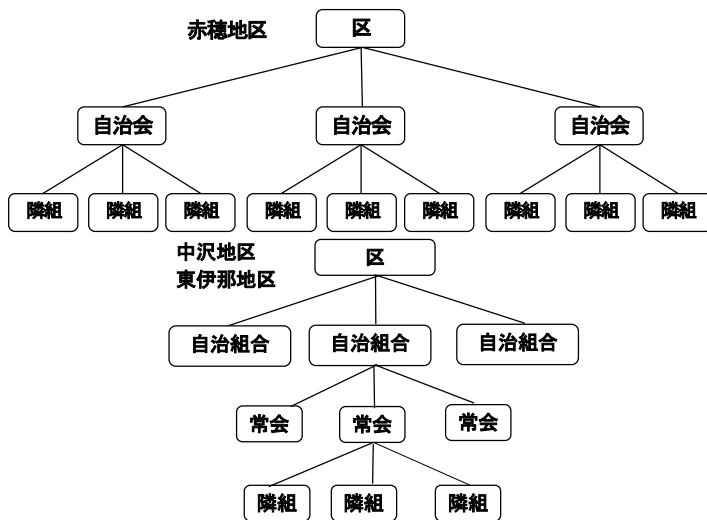 赤穂地区
区
自治会 自治会 自治会
隣組 隣組 隣組 隣組 隣組 隣組 隣組 隣組 隣組
中沢地区
東伊那地区
区
自治組合 自治組合 自治組合
常会 常会 常会
隣組 隣組 隣組